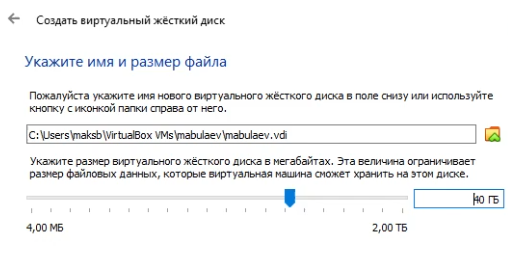 Создать виртуальный жёсткий диск
Укажите имя и размер файла
Пожалуйста укажите имя нового виртуального жёсткого диска в поле снизу или используйте
кнопку с иконкой папки справа от него.
C:\Users\maksb\VirtualBox VMs\mabulaev\mabulaev.vdi
Укажите размер виртуального жёсткого диска в мегабайтах. Эта величина ограничивает
размер файловых данных, которые виртуальная машина сможет хранить на этом диске.
40 ГБ
4,00 МБ 2,00 ТБ